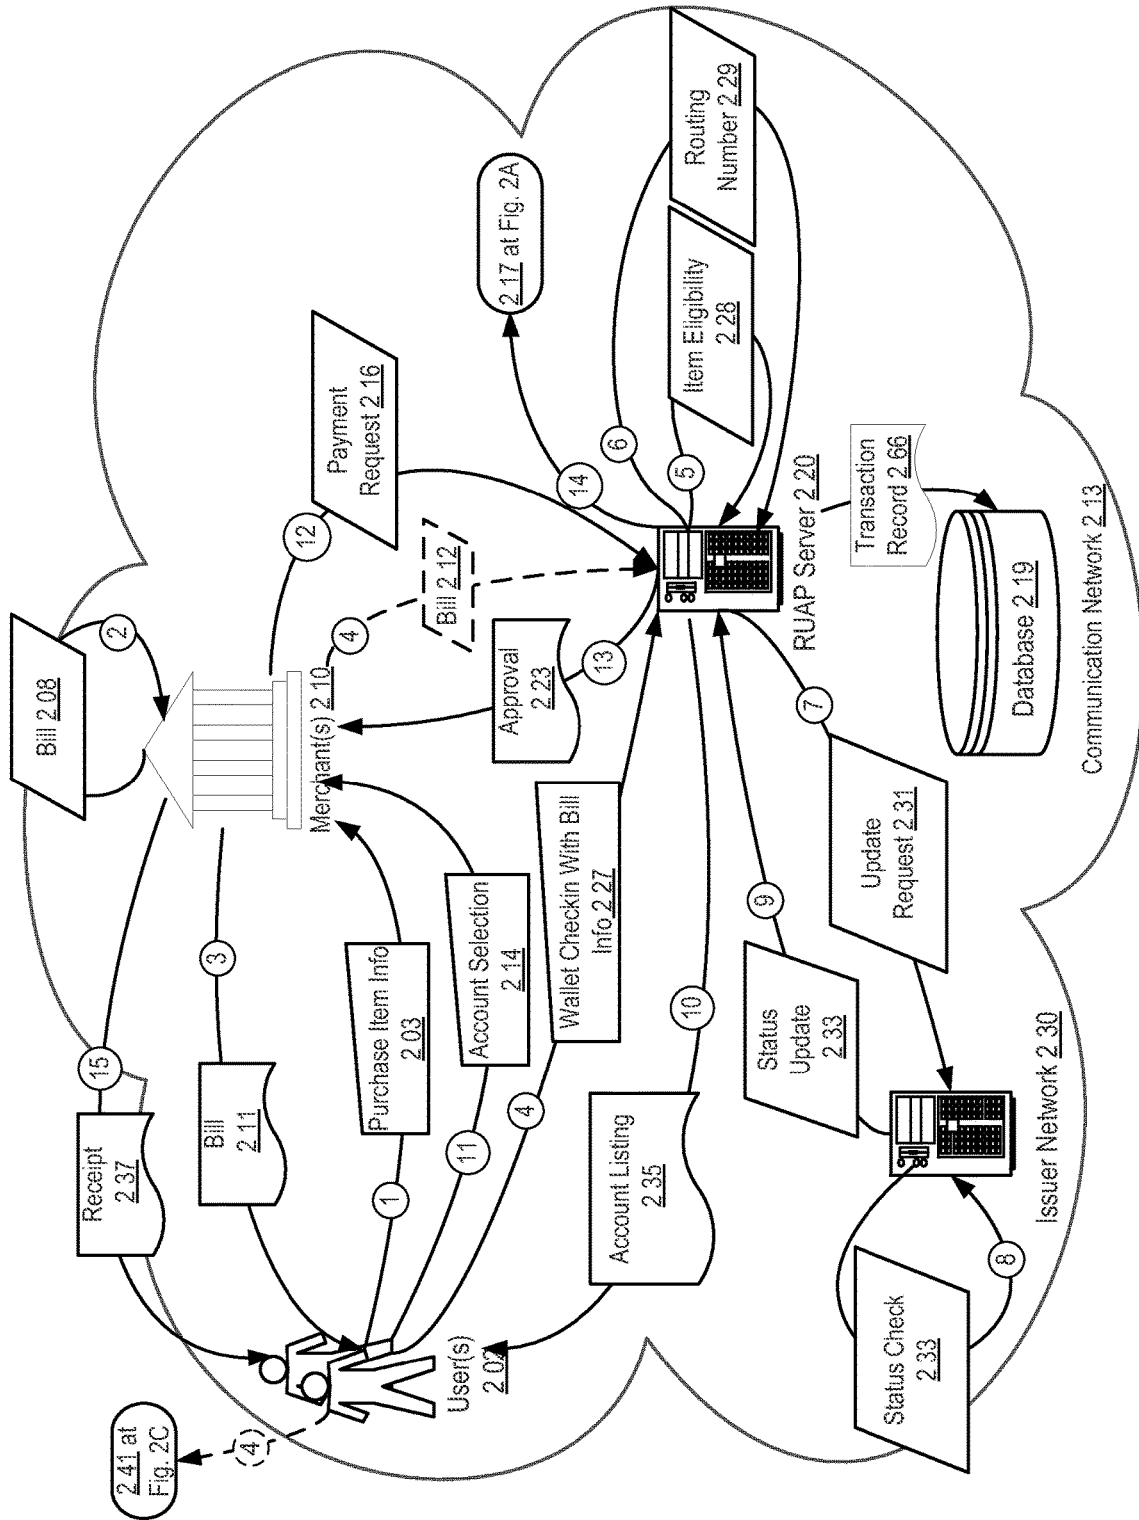 2.41 at
Fig. 2C
4
Receipt
2.37
15
Bill 2.08
2
Bill
2.11
3
Merchant(s) 2.10
12
Payment
Request 2.16
4
Bill 2.12
2.17 at Fig. 2A
14
User(s)
2.02
1
Purchase Item Info
2.03
11
Account Selection
2.14
4
Wallet Checkin With Bill
Info 2.27
Approval
2.23
13
6
5
Item Eligibility
2.28
Routing
Number 2.29
Account Listing
2.35
10
RUAP Server 2.20
Transaction
Record 2.66
Status
Update
2.33
9
7
Update
Request 2.31
Status Check
2.33
8
Issuer Network 2.30
Database 2.19
Communication Network 2.13